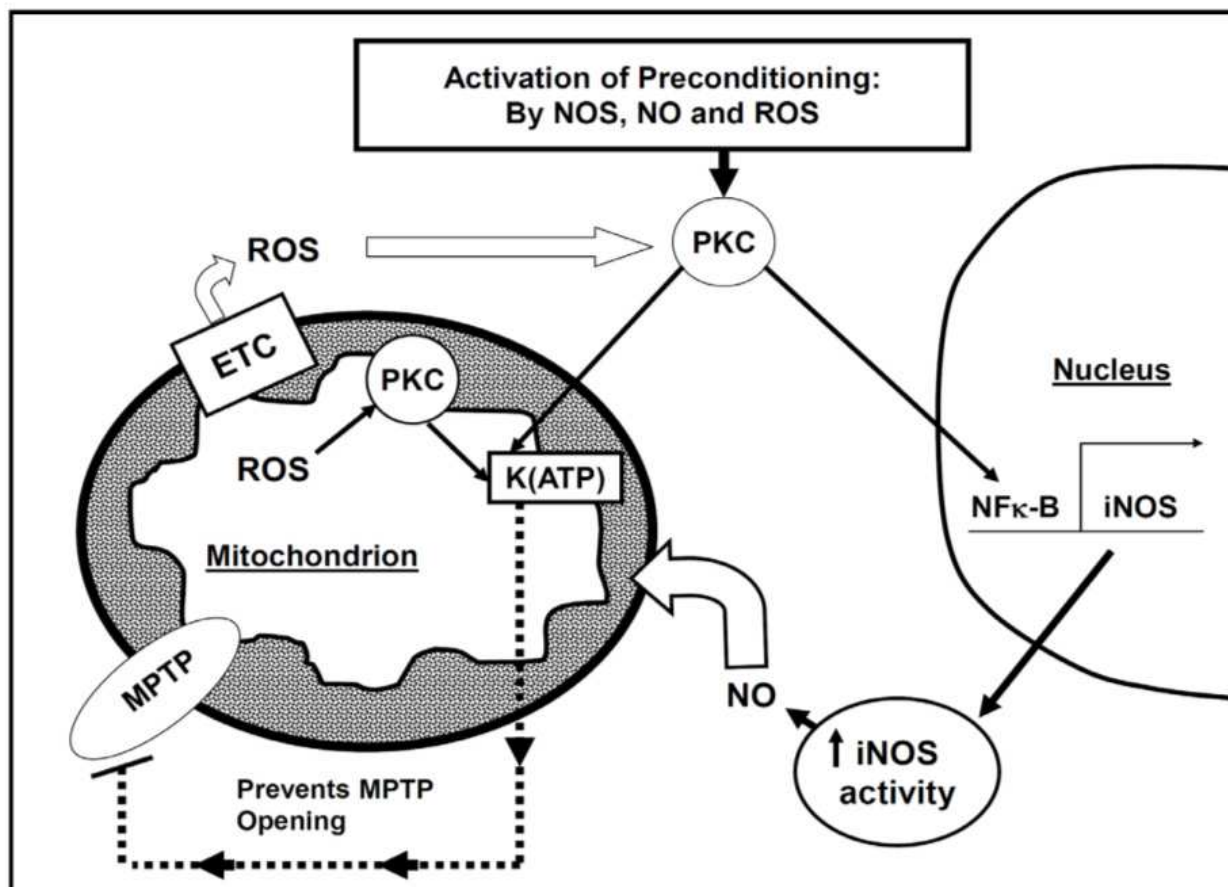 Activation of Preconditioning:
By NOS, NO and ROS
PKC
ROS
ETC
PKC
Nucleus
ROS
K(ATP)
NFκ-B
iNOS
Mitochondrion
MPTP
NO
iNOS
activity
Prevents MPTP
Opening